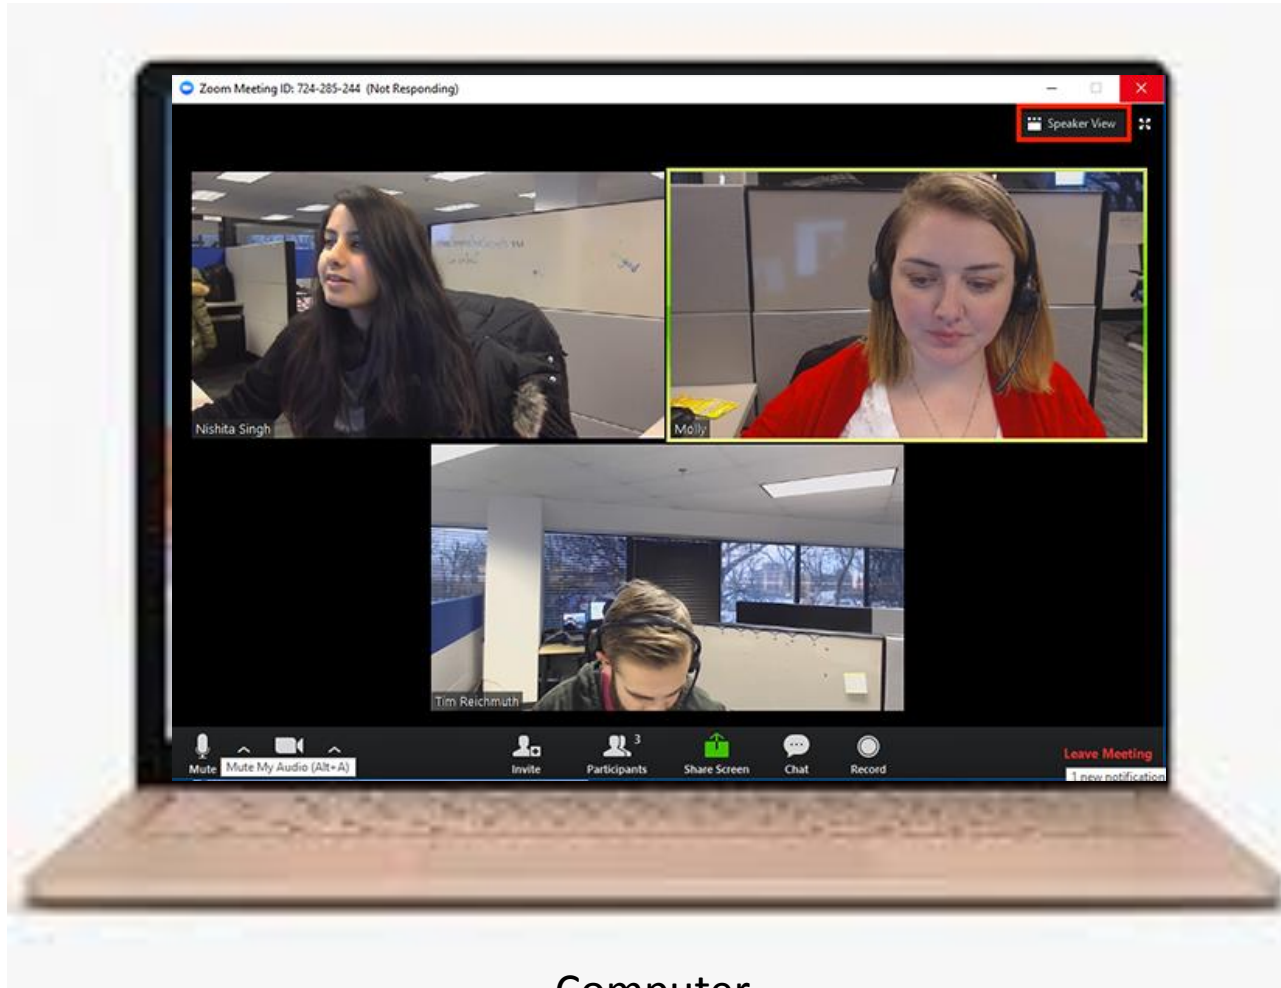 Zoom Meeting ID: 724-285-244 (Not Responding)
Speaker View
Nishita Singh
Molly
Tim Reichmuth
3
Mute
Mute My Audio (Alt+A)
Invite
Participants
Share Screen
Chat
Record
Leave Meeting
1 new notification
Computer